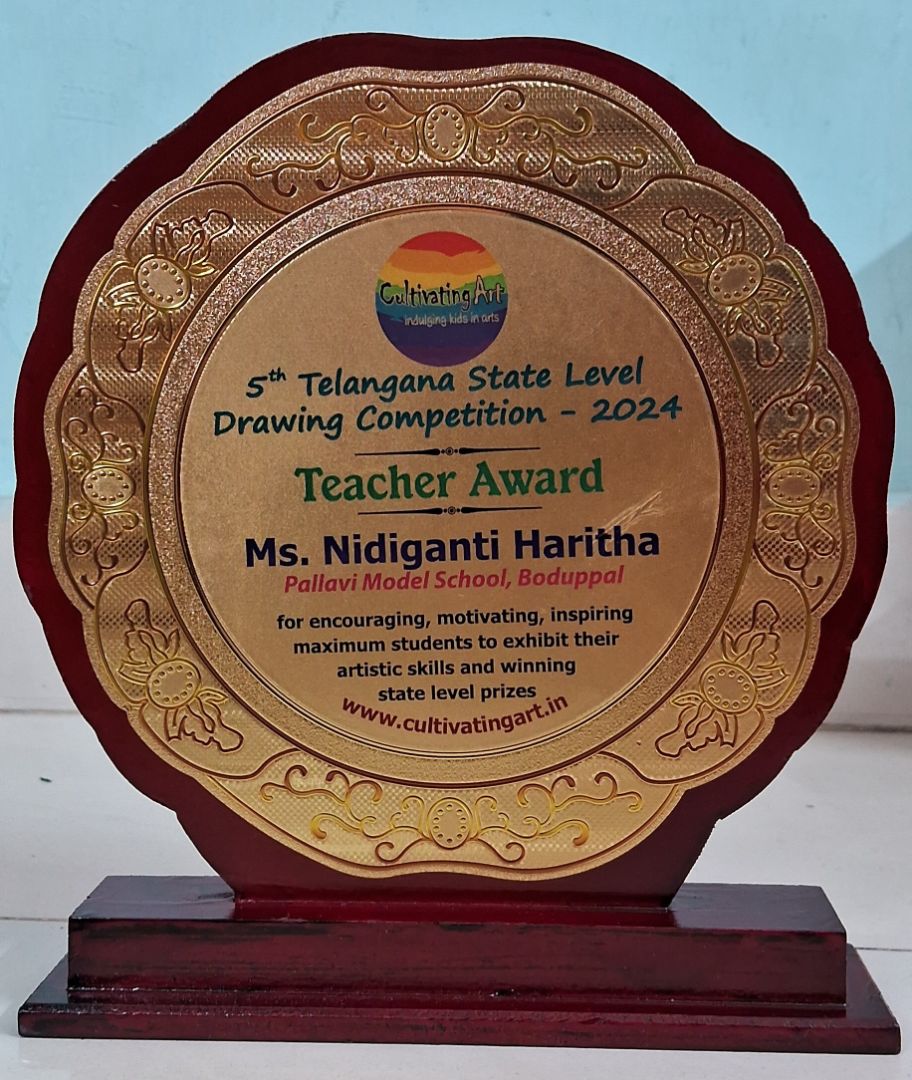 Cultivating Art
indulging kids in arts
5th Telangana State Level
Drawing Competition - 2024
Teacher Award
Ms. Nidiganti Haritha
Pallavi Model School, Boduppal
for encouraging, motivating, inspiring
maximum students to exhibit their
artistic skills and winning
state level prizes
www.cultivatingart.in